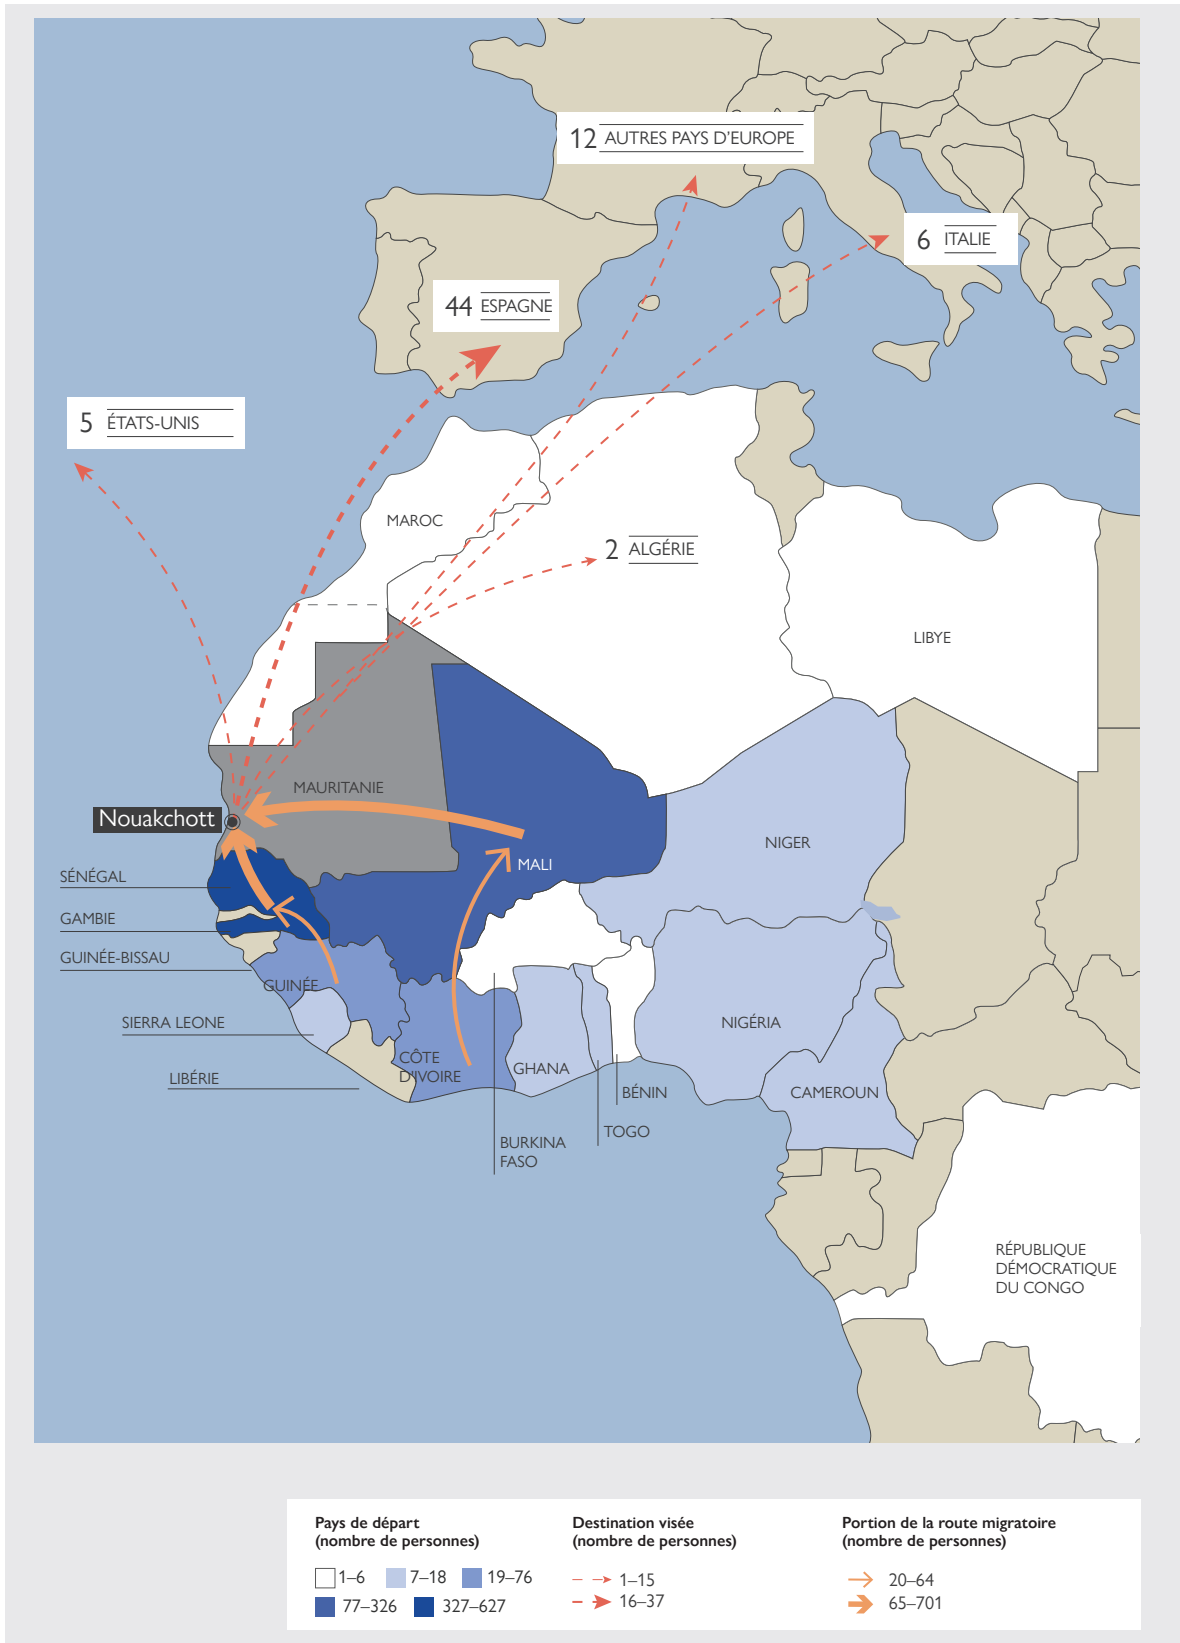 12 AUTRES PAYS D'EUROPE
6 ITALIE
44 ESPAGNE
5 ÉTATS-UNIS
MAROC
2 ALGÉRIE
LIBYE
MAURITANIE
Nouakchott
NIGER
MALI
SÉNÉGAL
GAMBIE
GUINÉE-BISSAU
GUINÉE
SIERRA LEONE
NIGÉRIA
CÔTE
D'IVOIRE
GHANA
LIBÉRIE
BÉNIN
CAMEROUN
TOGO
BURKINA
FASO
RÉPUBLIQUE
DÉMOCRATIQUE
DU CONGO
Pays de départ
(nombre de personnes)
1–6
7–18
19–76
77–326
327–627
Destination visée
(nombre de personnes)
1–15
16–37
Portion de la route migratoire
(nombre de personnes)
20–64
65–701